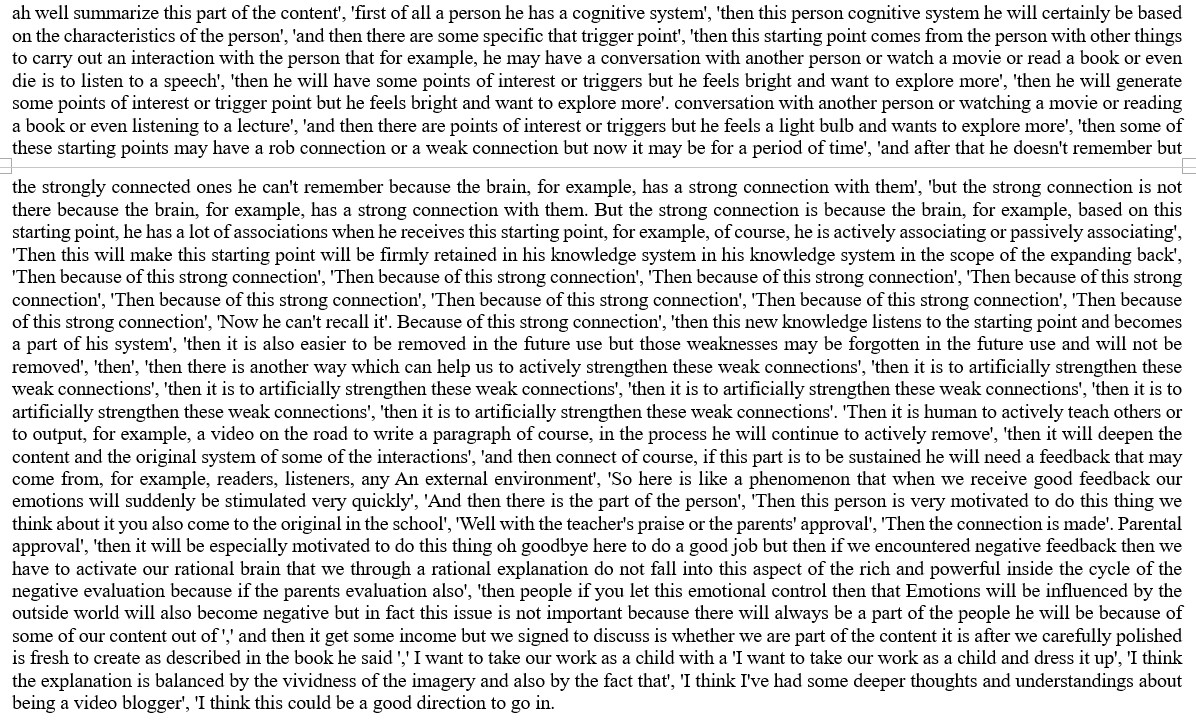 ah well summarize this part of the content', 'first of all a person he has a cognitive system', 'then this person cognitive system he will certainly be based
on the characteristics of the person', 'and then there are some specific that trigger point', 'then this starting point comes from the person with other things
to carry out an interaction with the person that for example, he may have a conversation with another person or watch a movie or read a book or even
die is to listen to a speech', 'then he will have some points of interest or triggers but he feels bright and want to explore more', 'then he will generate
some points of interest or trigger point but he feels bright and want to explore more'. conversation with another person or watching a movie or reading
a book or even listening to a lecture', 'and then there are points of interest or triggers but he feels a light bulb and wants to explore more', 'then some of
these starting points may have a rob connection or a weak connection but now it may be for a period of time', 'and after that he doesn't remember but
the strongly connected ones he can't remember because the brain, for example, has a strong connection with them', 'but the strong connection is not
there because the brain, for example, has a strong connection with them. But the strong connection is because the brain, for example, based on this
starting point, he has a lot of associations when he receives this starting point, for example, of course, he is actively associating or passively associating',
'Then this will make this starting point will be firmly retained in his knowledge system in his knowledge system in the scope of the expanding back',
'Then because of this strong connection', 'Then because of this strong connection', 'Then because of this strong connection', 'Then because of this strong
connection', 'Then because of this strong connection', 'Then because of this strong connection', 'Then because of this strong connection', 'Then because
of this strong connection', 'Now he can't recall it'. Because of this strong connection', 'then this new knowledge listens to the starting point and becomes
a part of his system', 'then it is also easier to be removed in the future use but those weaknesses may be forgotten in the future use and will not be
removed', 'then', 'then there is another way which can help us to actively strengthen these weak connections', 'then it is to artificially strengthen these
weak connections', 'then it is to artificially strengthen these weak connections', 'then it is to artificially strengthen these weak connections', 'then it is to
artificially strengthen these weak connections', 'then it is to artificially strengthen these weak connections'. 'Then it is human to actively teach others or
to output, for example, a video on the road to write a paragraph of course, in the process he will continue to actively remove', 'then it will deepen the
content and the original system of some of the interactions', 'and then connect of course, if this part is to be sustained he will need a feedback that may
come from, for example, readers, listeners, any An external environment', 'So here is like a phenomenon that when we receive good feedback our
emotions will suddenly be stimulated very quickly', 'And then there is the part of the person', 'Then this person is very motivated to do this thing we
think about it you also come to the original in the school', 'Well with the teacher's praise or the parents' approval', 'Then the connection is made'. Parental
approval', 'then it will be especially motivated to do this thing oh goodbye here to do a good job but then if we encountered negative feedback then we
have to activate our rational brain that we through a rational explanation do not fall into this aspect of the rich and powerful inside the cycle of the
negative evaluation because if the parents evaluation also', 'then people if you let this emotional control then that Emotions will be influenced by the
outside world will also become negative but in fact this issue is not important because there will always be a part of the people he will be because of
some of our content out of ',' and then it get some income but we signed to discuss is whether we are part of the content it is after we carefully polished
is fresh to create as described in the book he said ',' I want to take our work as a child with a 'I want to take our work as a child and dress it up', 'I think
the explanation is balanced by the vividness of the imagery and also by the fact that', 'I think I've had some deeper thoughts and understandings about
being a video blogger', 'I think this could be a good direction to go in.